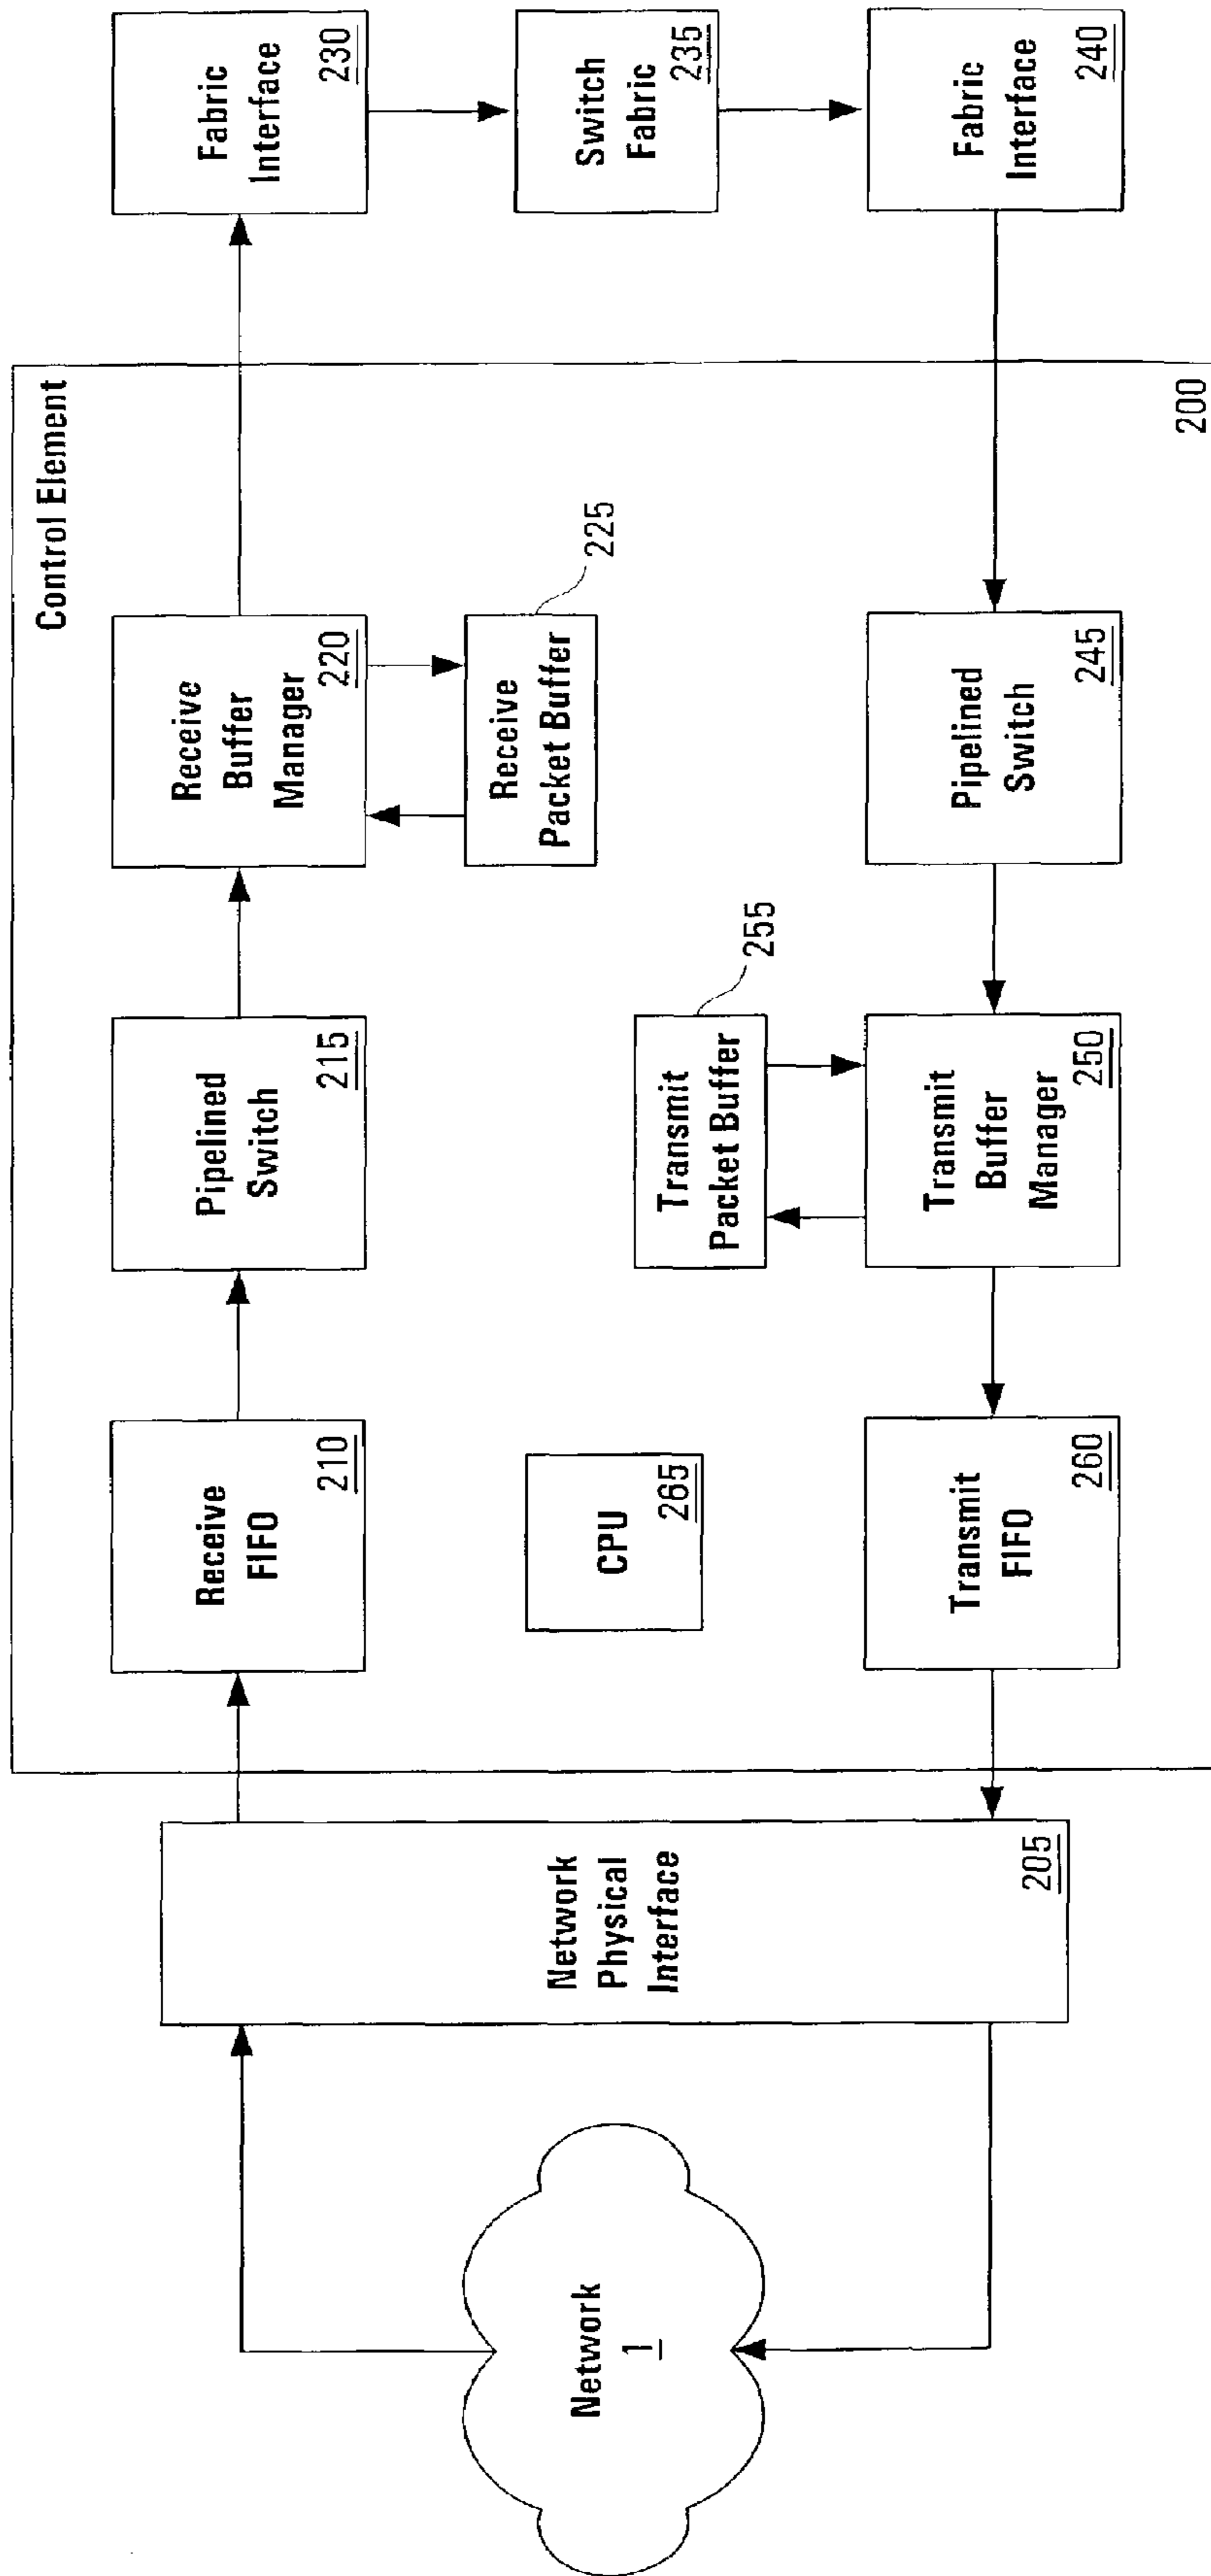 Control Element
Receive
FIFO
210
Pipelined
Switch
215
Receive
Buffer
Manager
220
Fabric
Interface
230
Receive
Packet Buffer
225
Switch
Fabric
235
Network
1
Network
Physical
Interface
205
CPU
265
Transmit
Packet Buffer
255
Transmit
FIFO
260
Transmit
Buffer
Manager
250
Pipelined
Switch
245
Fabric
Interface
240
200